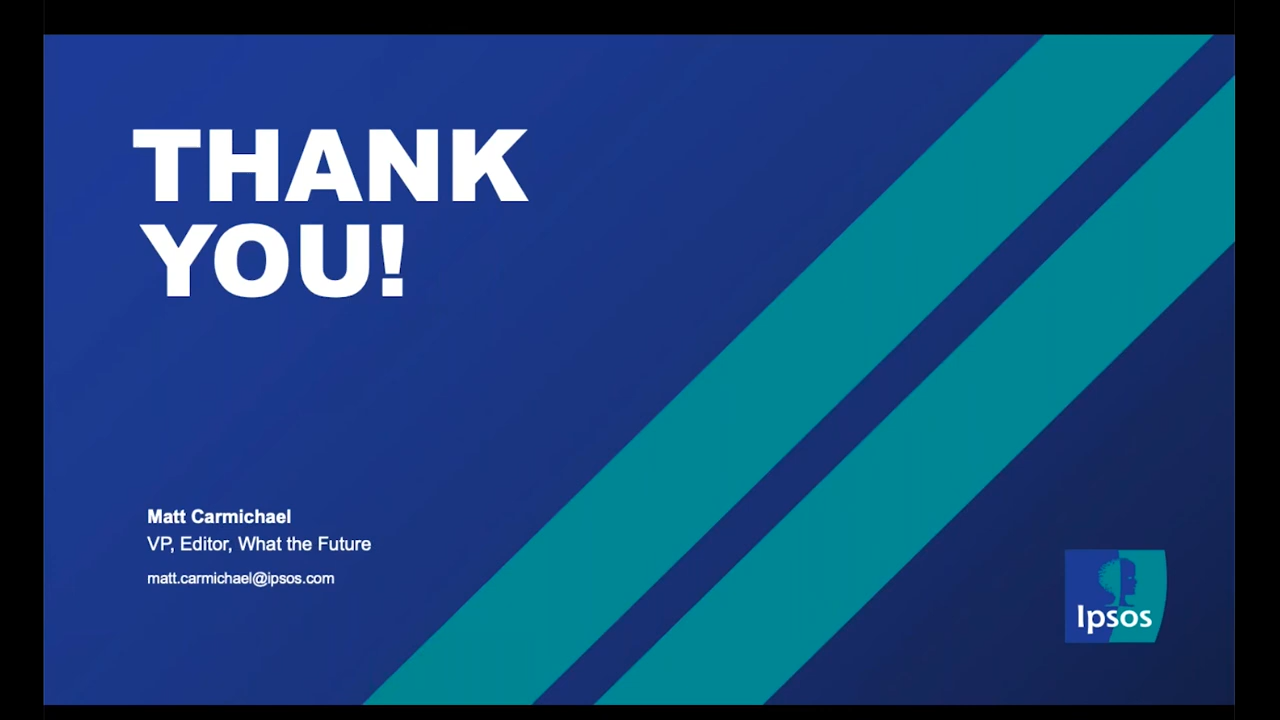 THANK
YOU!
Matt Carmichael
VP, Editor, What the Future
matt.carmichael@ipsos.com
Ipsos